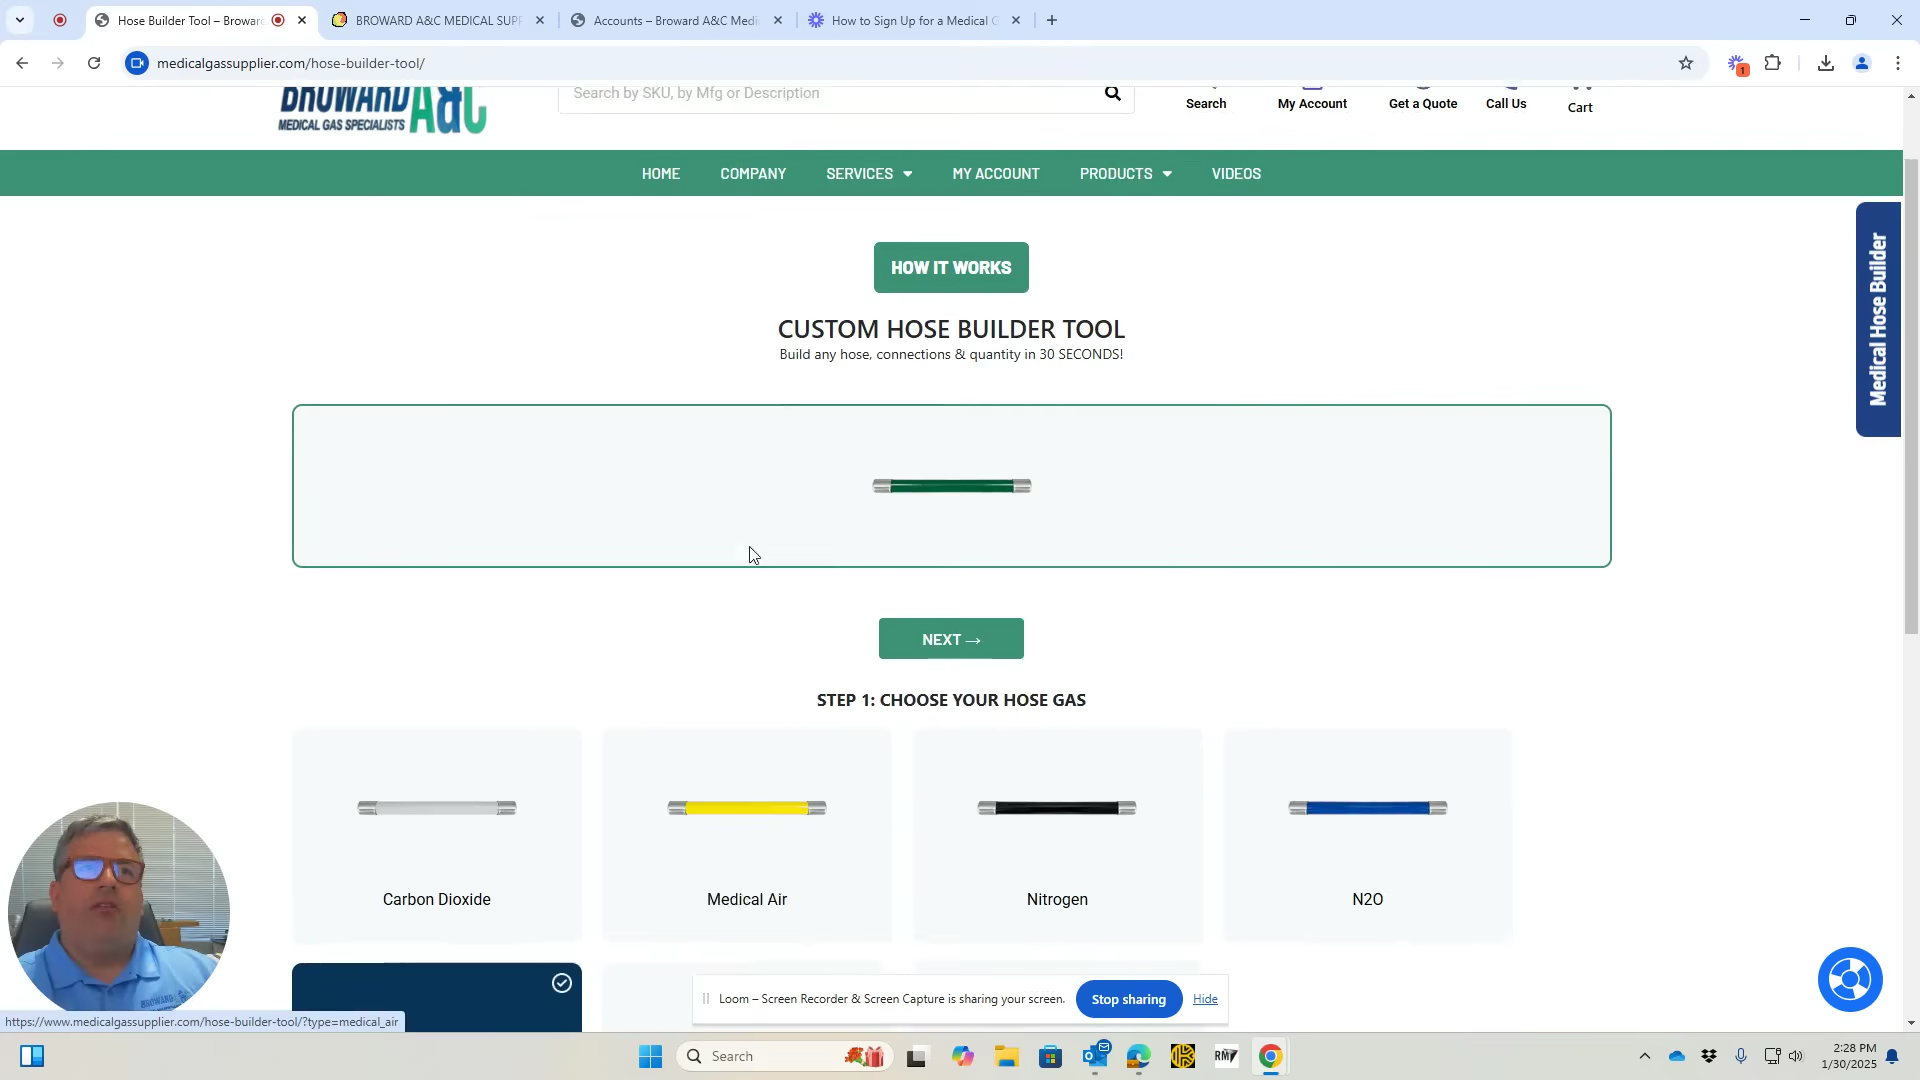 Hose Builder Tool – Browar
BROWARD A&C MEDICAL SUPP
Accounts – Broward A&C Medi
How to Sign Up for a Medical G
medicalgassupplier.com/hose-builder-tool/
1
BROWARD A&C
MEDICAL GAS SPECIALISTS
Search by SKU, by Mfg or Description
Search
My Account
Get a Quote
Call Us
Cart
HOME
COMPANY
SERVICES
MY ACCOUNT
PRODUCTS
VIDEOS
Medical Hose Builder
HOW IT WORKS
CUSTOM HOSE BUILDER TOOL
Build any hose, connections & quantity in 30 SECONDS!
NEXT →
STEP 1: CHOOSE YOUR HOSE GAS
Carbon Dioxide
Medical Air
Nitrogen
N2O
BROWARD
Loom – Screen Recorder & Screen Capture is sharing your screen.
Stop sharing
Hide
https://www.medicalgassupplier.com/hose-builder-tool/?type=medical_air
Search
RM
2:28 PM
1/30/2025